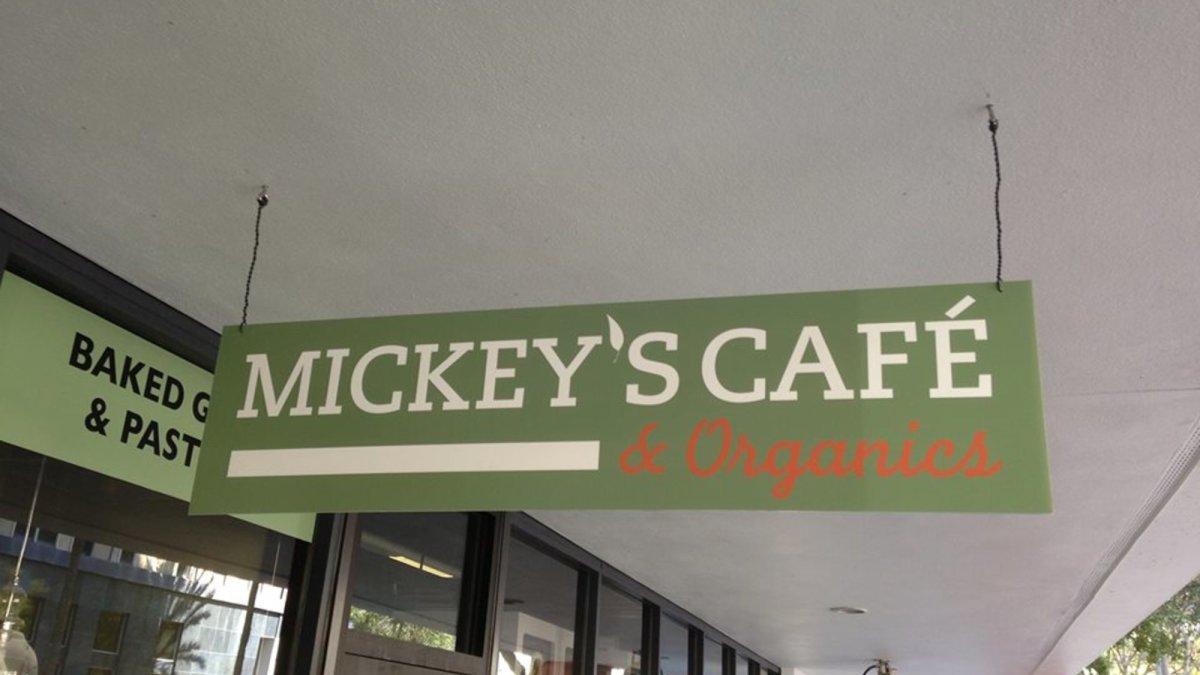 MICKEY'S CAFÉ
& Organics
BAKED
& PAST